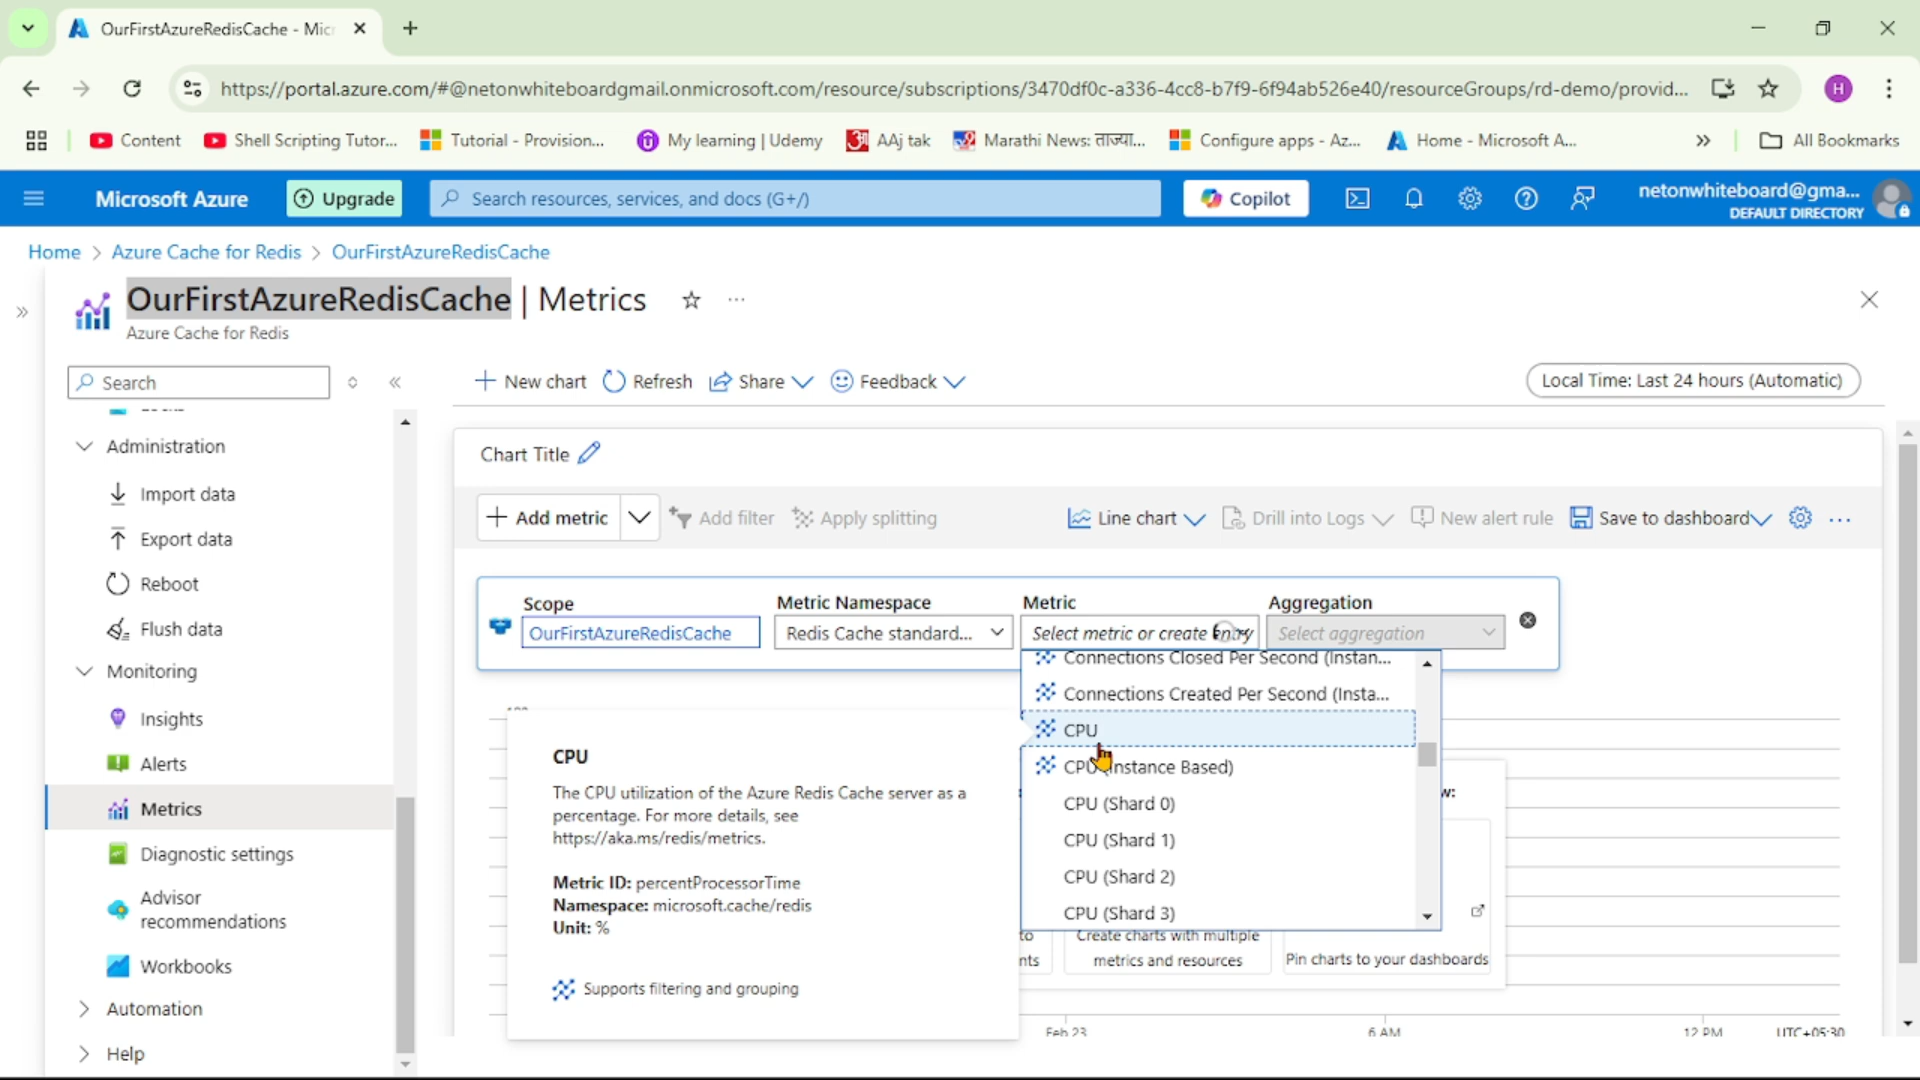 OurFirstAzureRedisCache - Micr
https://portal.azure.com/#@netonwhiteboardgmail.onmicrosoft.com/resource/subscriptions/3470df0c-a336-4cc8-b7f9-6f94ab526e40/resourceGroups/rd-demo/provid...
H
Content
Shell Scripting Tutor...
Tutorial - Provision...
My learning | Udemy
AAj tak
Marathi News: ताज्या...
Configure apps - Az...
Home - Microsoft A...
All Bookmarks
Microsoft Azure
Upgrade
Search resources, services, and docs (G+/)
Copilot
netonwhiteboard@gma...
DEFAULT DIRECTORY
Home > Azure Cache for Redis > OurFirstAzureRedisCache
OurFirstAzureRedisCache | Metrics
Azure Cache for Redis
Search
New chart
Refresh
Share
Feedback
Local Time: Last 24 hours (Automatic)
Administration
Import data
Export data
Reboot
Flush data
Monitoring
Insights
Alerts
Metrics
Diagnostic settings
Advisor
recommendations
Workbooks
Automation
Help
Chart Title
Add metric
Add filter
Apply splitting
Line chart
Drill into Logs
New alert rule
Save to dashboard
Scope
OurFirstAzureRedisCache
Metric Namespace
Redis Cache standard...
Metric
Select metric or create entry
Aggregation
Select aggregation
Connections Closed Per Second (Instan...
Connections Created Per Second (Insta...
CPU
CPU (Instance Based)
CPU (Shard 0)
CPU (Shard 1)
CPU (Shard 2)
CPU (Shard 3)
CPU
The CPU utilization of the Azure Redis Cache server as a
percentage. For more details, see
https://aka.ms/redis/metrics.
Metric ID: percentProcessorTime
Namespace: microsoft.cache/redis
Unit: %
Supports filtering and grouping
w:
to
nts
Create charts with multiple
metrics and resources
Pin charts to your dashboards
Feb 23
6 AM
12 PM
UTC+05:30